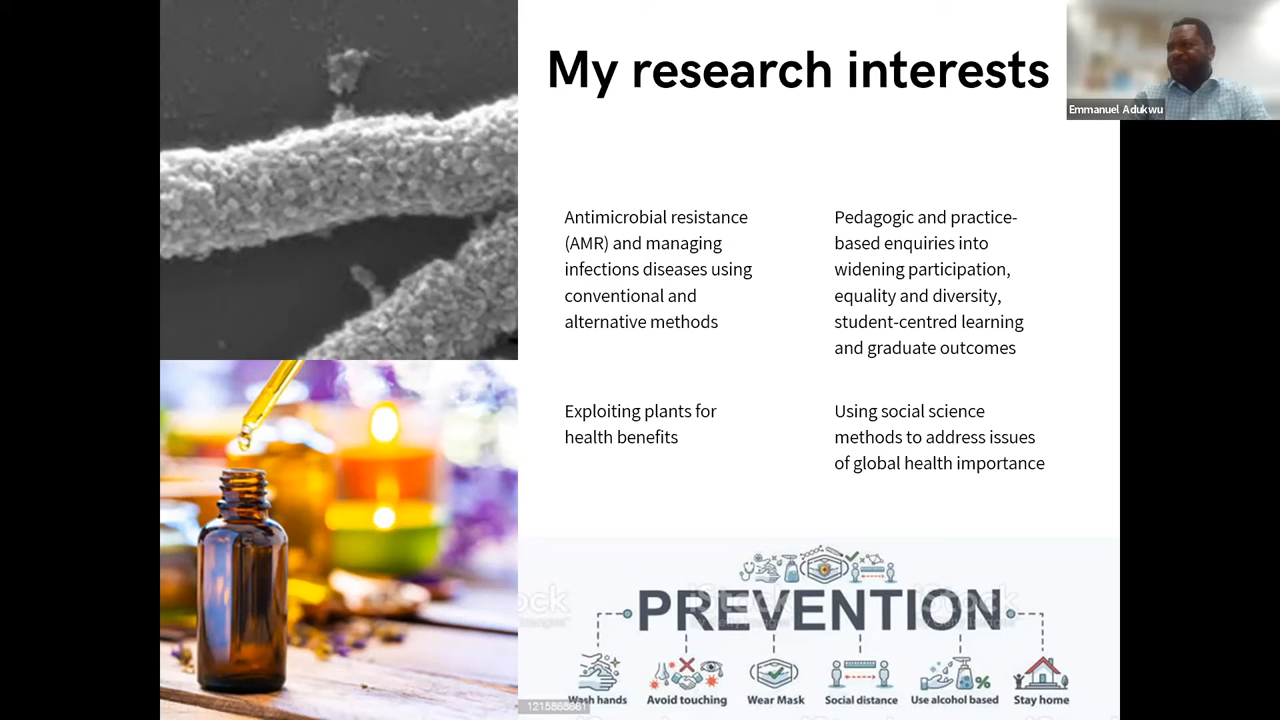 My research interests
Emmanuel Adukwu
Antimicrobial resistance
(AMR) and managing
infections diseases using
conventional and
alternative methods
Pedagogic and practice-
based enquiries into
widening participation,
equality and diversity,
student-centred learning
and graduate outcomes
Exploiting plants for
health benefits
Using social science
methods to address issues
of global health importance
PREVENTION
Wash hands
Avoid touching
Wear Mask
Social distance
Use alcohol based
Stay home